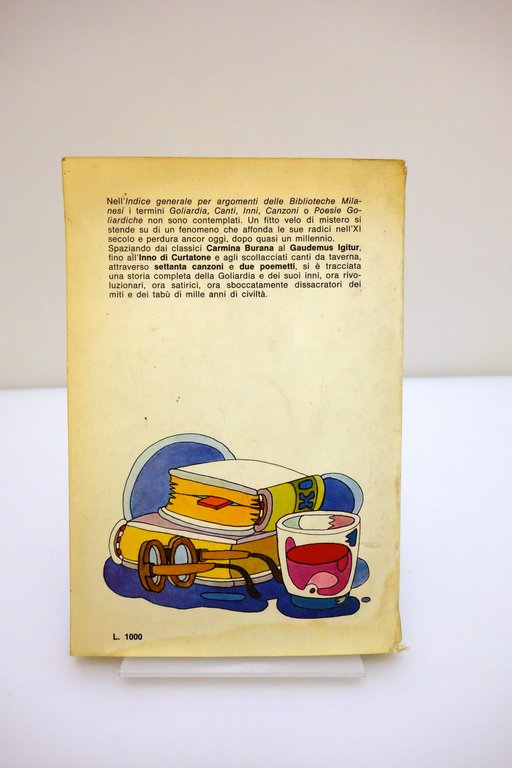 Nell'Indice generale per argomenti delle Biblioteche Mila-
nesi i termini Goliardia, Canti, Inni, Canzoni o Poesie Go-
liardiche non sono contemplati. Un fitto velo di mistero si
stende su di un fenomeno che affonda le sue radici nell'XI
secolo e perdura ancor oggi, dopo quasi un millennio.
Spaziando dai classici Carmina Burana al Gaudemus Igitur,
fino all'Inno di Curtatone e agli scollacciati canti da taverna,
attraverso settanta canzoni e due poemetti, si è tracciata
una storia completa della Goliardia e dei suoi inni, ora rivo-
luzionari, ora satirici, ora sboccatamente dissacratori dei
miti e dei tabù di mille anni di civiltà.
L. 1000